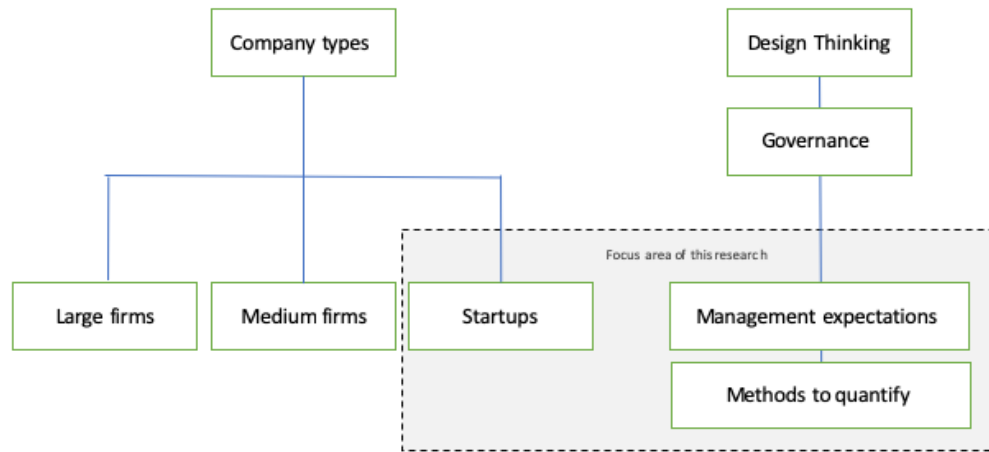 Company types
Design Thinking
Governance
Focus area of this research
Large firms
Medium firms
Startups
Management expectations
Methods to quantify